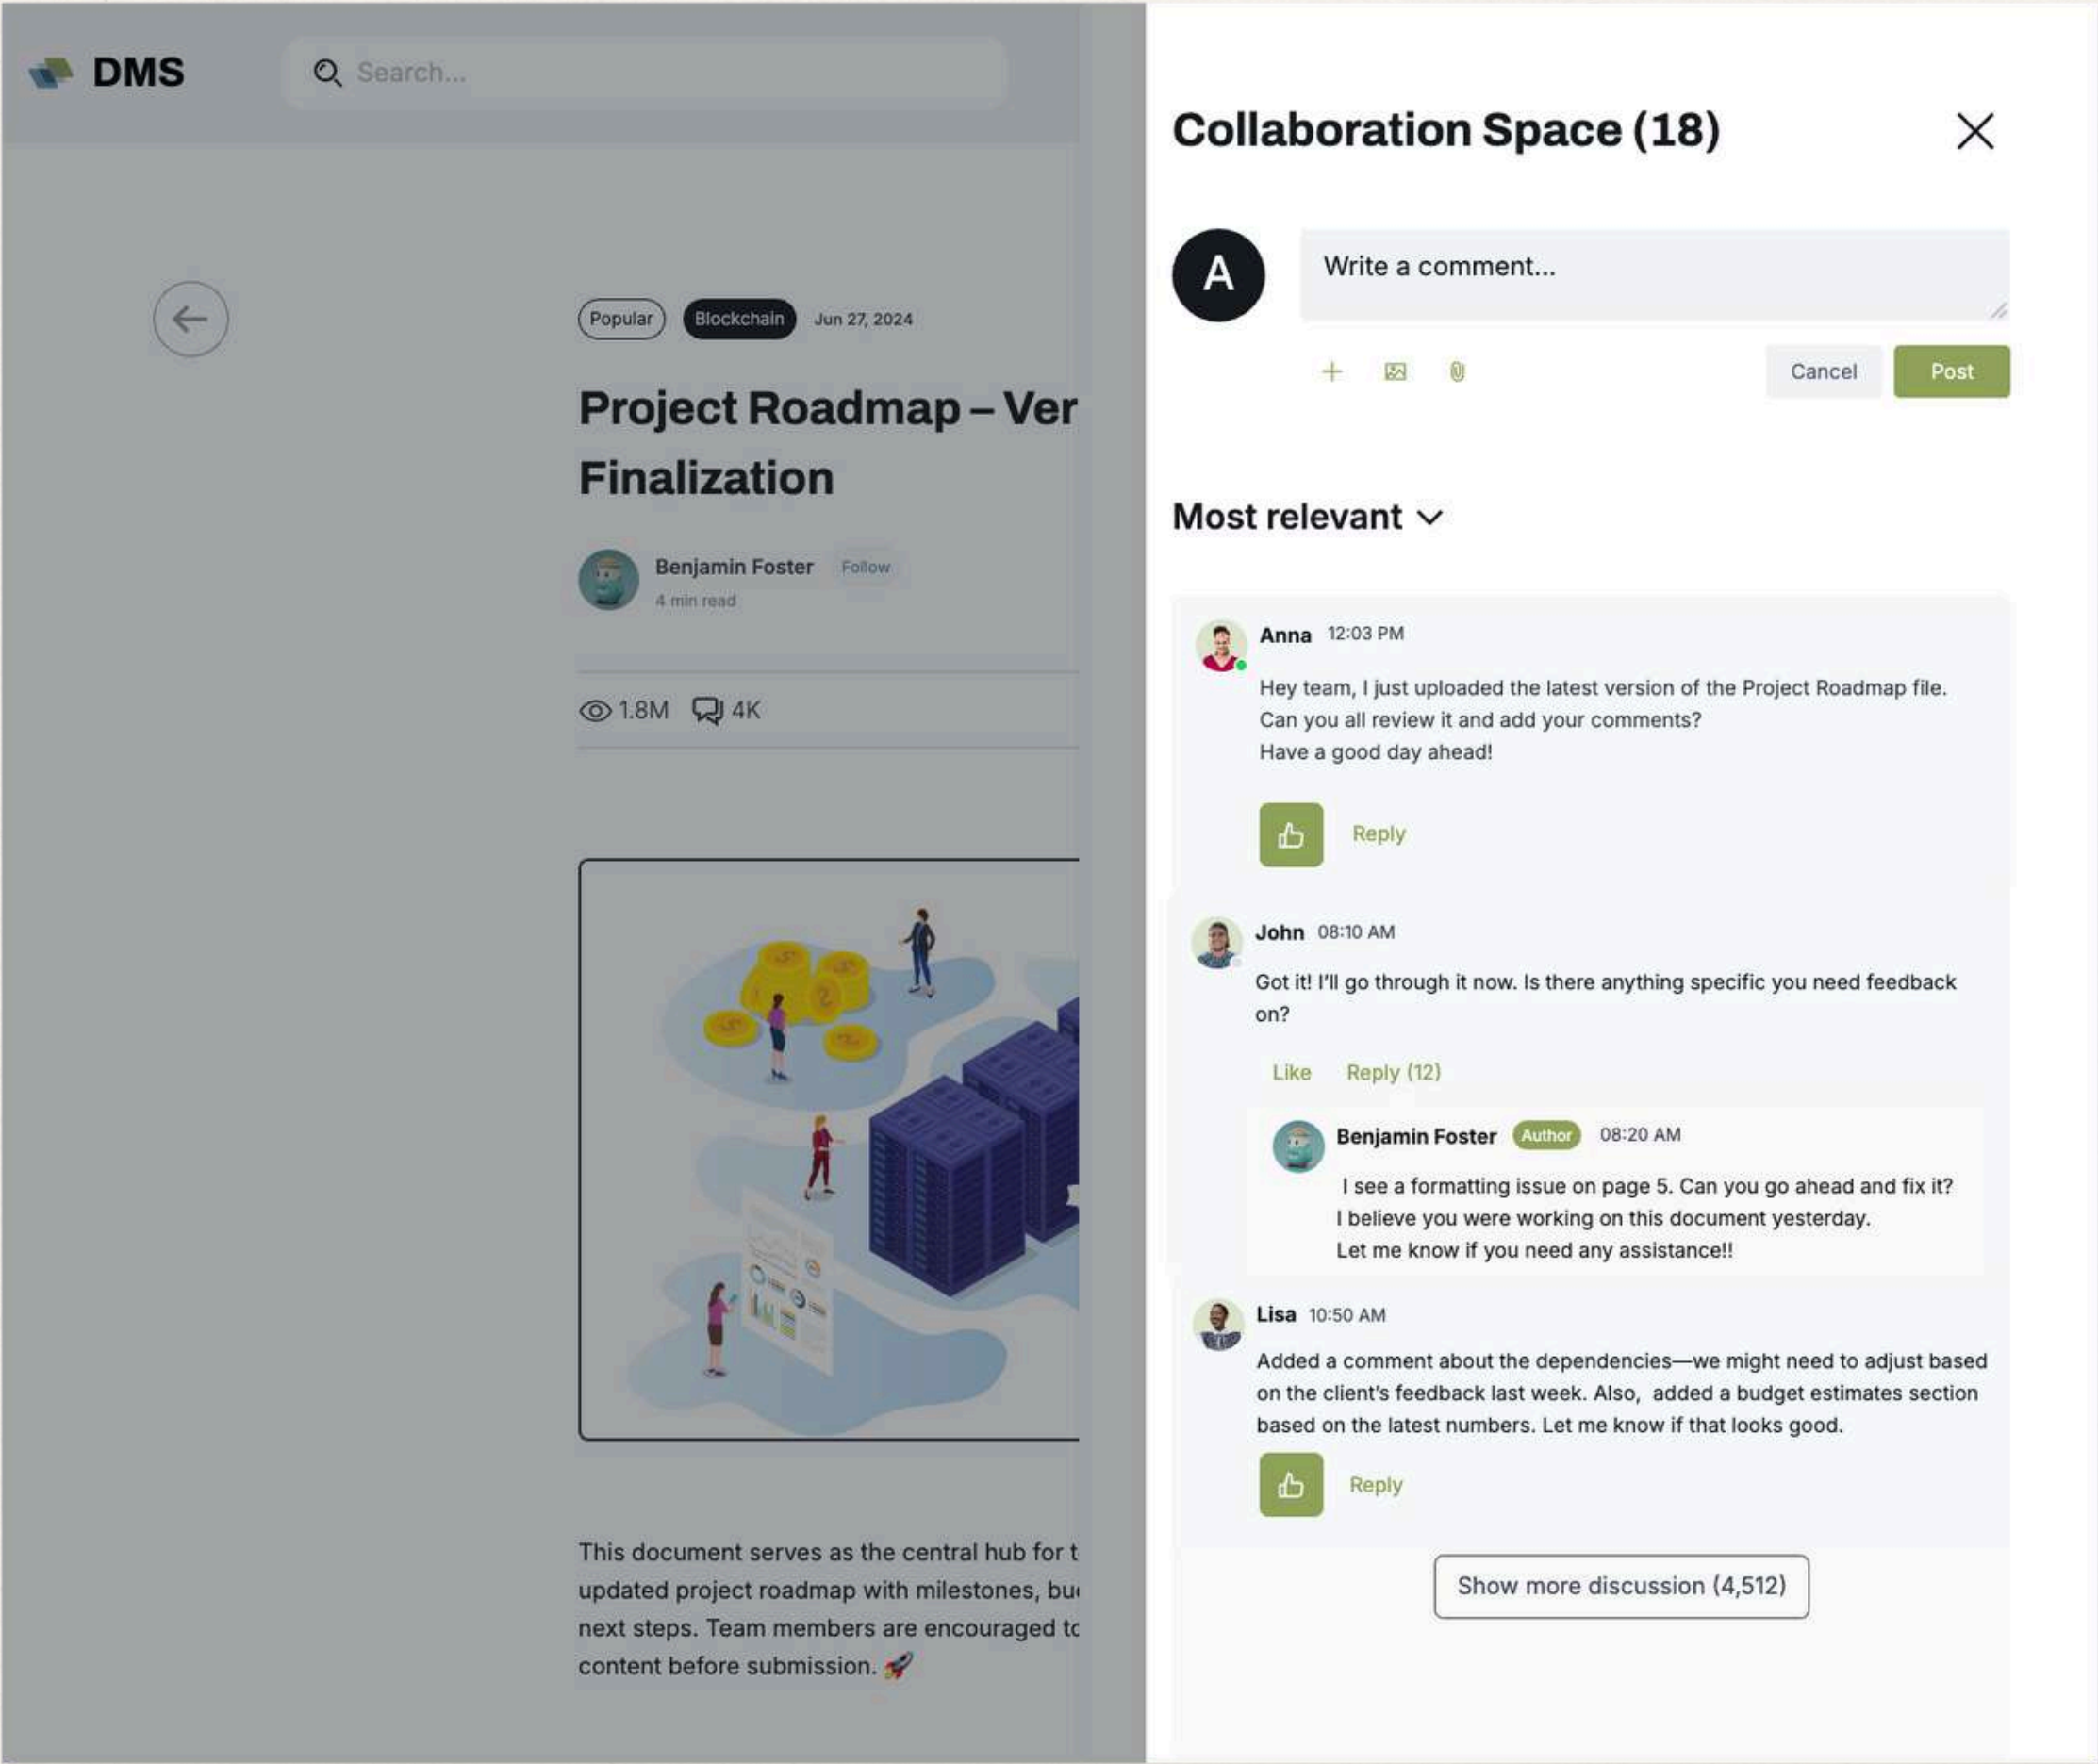 DMS
Search...
Popular
Blockchain
Jun 27, 2024
Project Roadmap – Ver
Finalization
Benjamin Foster
Follow
4 min read
1.8M
4K
This document serves as the central hub for t
updated project roadmap with milestones, bu
next steps. Team members are encouraged to
content before submission. 🚀
Collaboration Space (18)
A
Write a comment...
Cancel
Post
Most relevant
Anna 12:03 PM
Hey team, I just uploaded the latest version of the Project Roadmap file.
Can you all review it and add your comments?
Have a good day ahead!
Reply
John 08:10 AM
Got it! I’ll go through it now. Is there anything specific you need feedback
on?
Like Reply (12)
Benjamin Foster Author 08:20 AM
I see a formatting issue on page 5. Can you go ahead and fix it?
I believe you were working on this document yesterday.
Let me know if you need any assistance!!
Lisa 10:50 AM
Added a comment about the dependencies—we might need to adjust based
on the client’s feedback last week. Also, added a budget estimates section
based on the latest numbers. Let me know if that looks good.
Reply
Show more discussion (4,512)